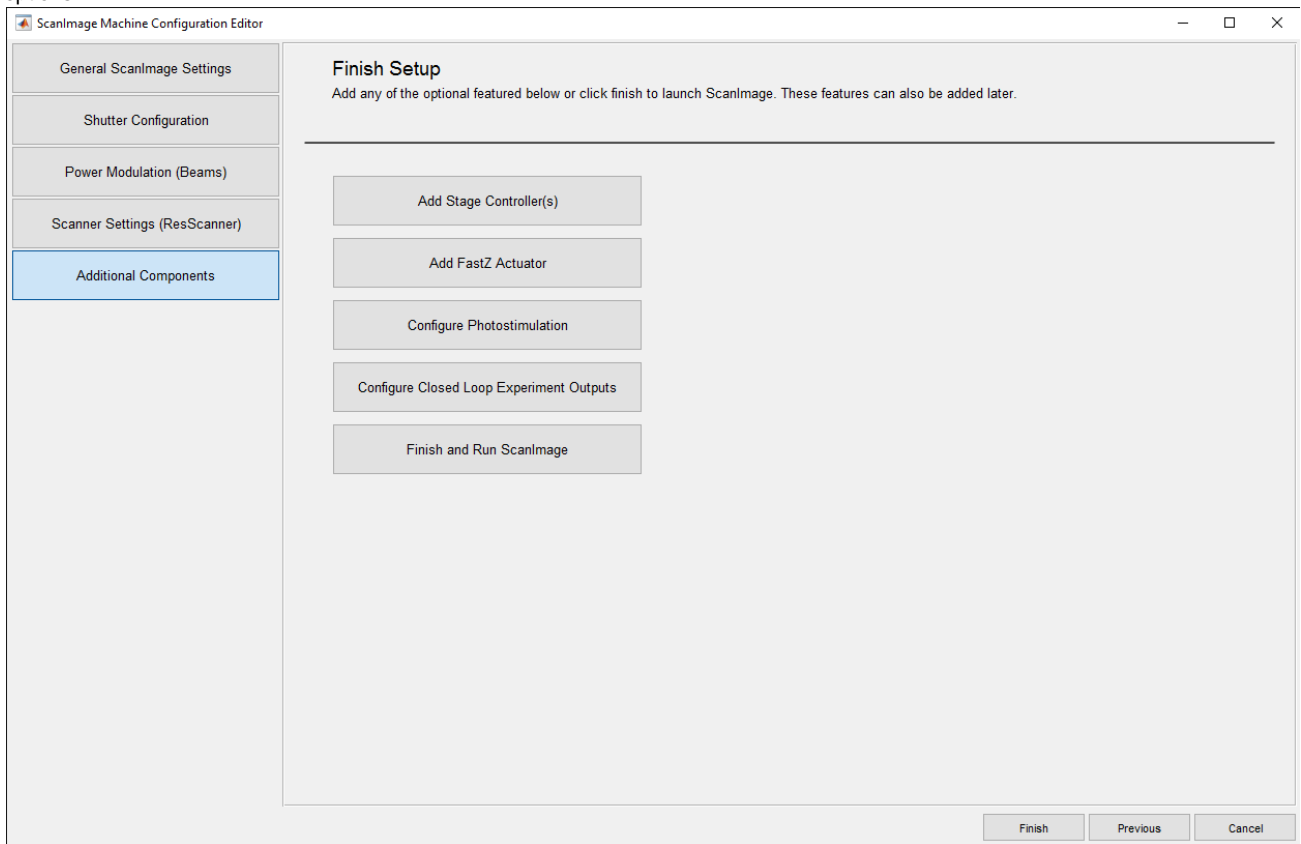 ScanImage Machine Configuration Editor
General ScanImage Settings
Shutter Configuration
Power Modulation (Beams)
Scanner Settings (ResScanner)
Additional Components
Finish Setup
Add any of the optional featured below or click finish to launch ScanImage. These features can also be added later.
Add Stage Controller(s)
Add FastZ Actuator
Configure Photostimulation
Configure Closed Loop Experiment Outputs
Finish and Run ScanImage
Finish
Previous
Cancel